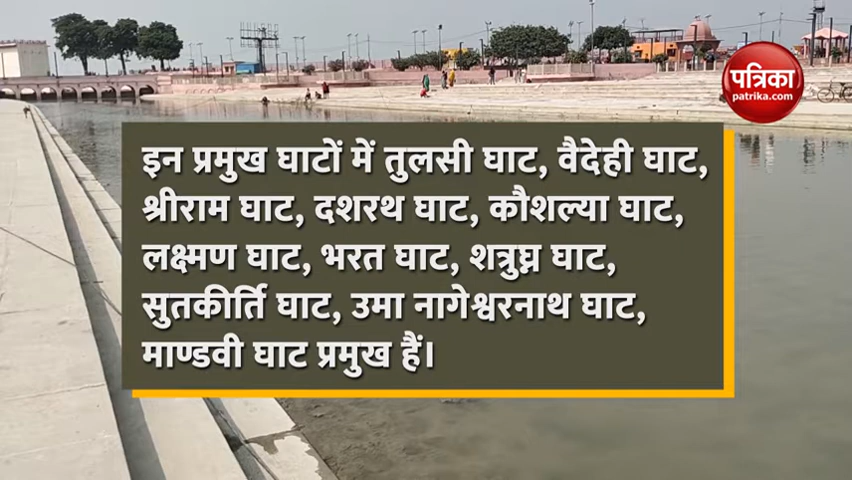 पत्रिका
patrika.com
इन प्रमुख घाटों में तुलसी घाट, वैदेही घाट,
श्रीराम घाट, दशरथ घाट, कौशल्या घाट,
लक्ष्मण घाट, भरत घाट, शत्रुघ्न घाट,
सुतकीर्ति घाट, उमा नागेश्वरनाथ घाट,
माण्डवी घाट प्रमुख हैं।